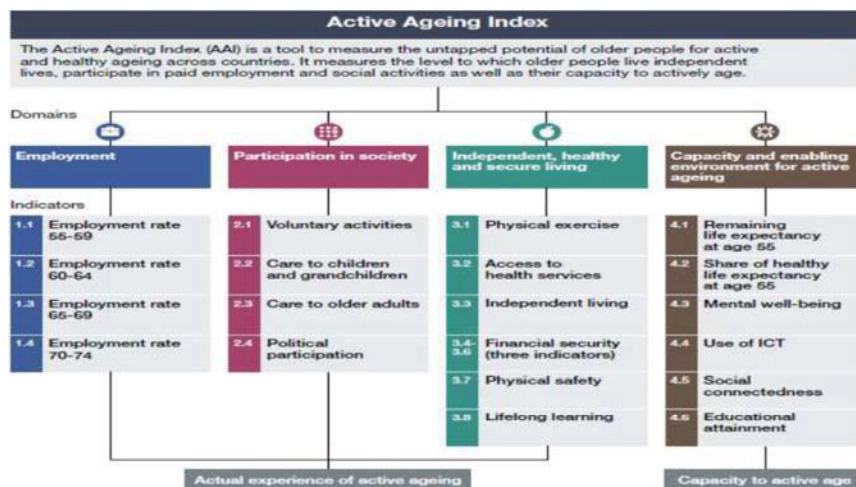 Active Ageing Index
The Active Ageing Index (AAI) is a tool to measure the untapped potential of older people for active
and healthy ageing across countries. It measures the level to which older people live independent
lives, participate in paid employment and social activities as well as their capacity to actively age.
Domains
Employment
Participation in society
Independent, healthy
and secure living
Capacity and enabling
environment for active
ageing
Indicators
1.1 Employment rate
55-59
1.2 Employment rate
60-64
1.3 Employment rate
65-69
1.4 Employment rate
70-74
2.1 Voluntary activities
2.2 Care to children
and grandchildren
2.3 Care to older adults
2.4 Political
participation
3.1 Physical exercise
3.2 Access to
health services
3.3 Independent living
3.4-
3.6 Financial security
(three indicators)
3.7 Physical safety
3.8 Lifelong learning
4.1 Remaining
life expectancy
at age 55
4.2 Share of healthy
life expectancy
at age 55
4.3 Mental well-being
4.4 Use of ICT
4.5 Social
connectedness
4.6 Educational
attainment
Actual experience of active ageing
Capacity to active age